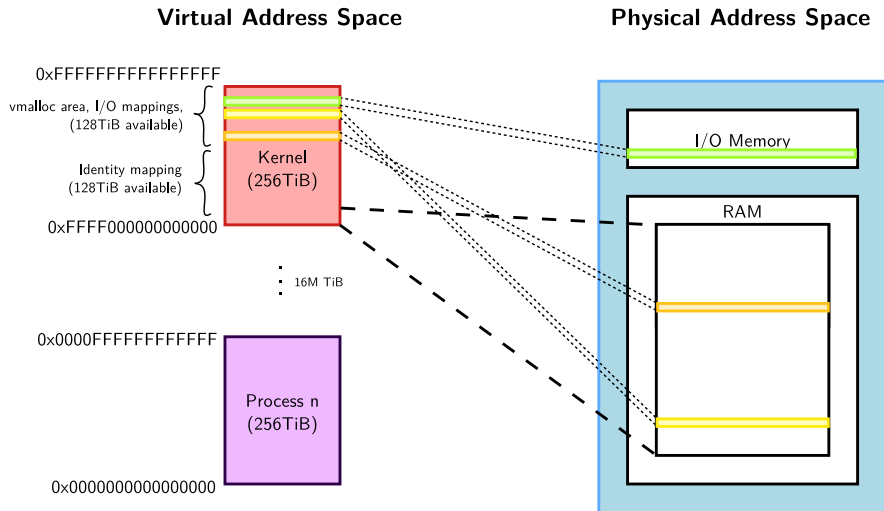 Virtual Address Space
Physical Address Space
0xFFFFFFFFFFFFFFFF
vmalloc area, I/O mappings,
(128TiB available)
Identity mapping
(128TiB available)
Kernel
(256TiB)
I/O Memory
RAM
0xFFFF000000000000
16M TiB
0x0000FFFFFFFFFFFF
Process n
(256TiB)
0x0000000000000000